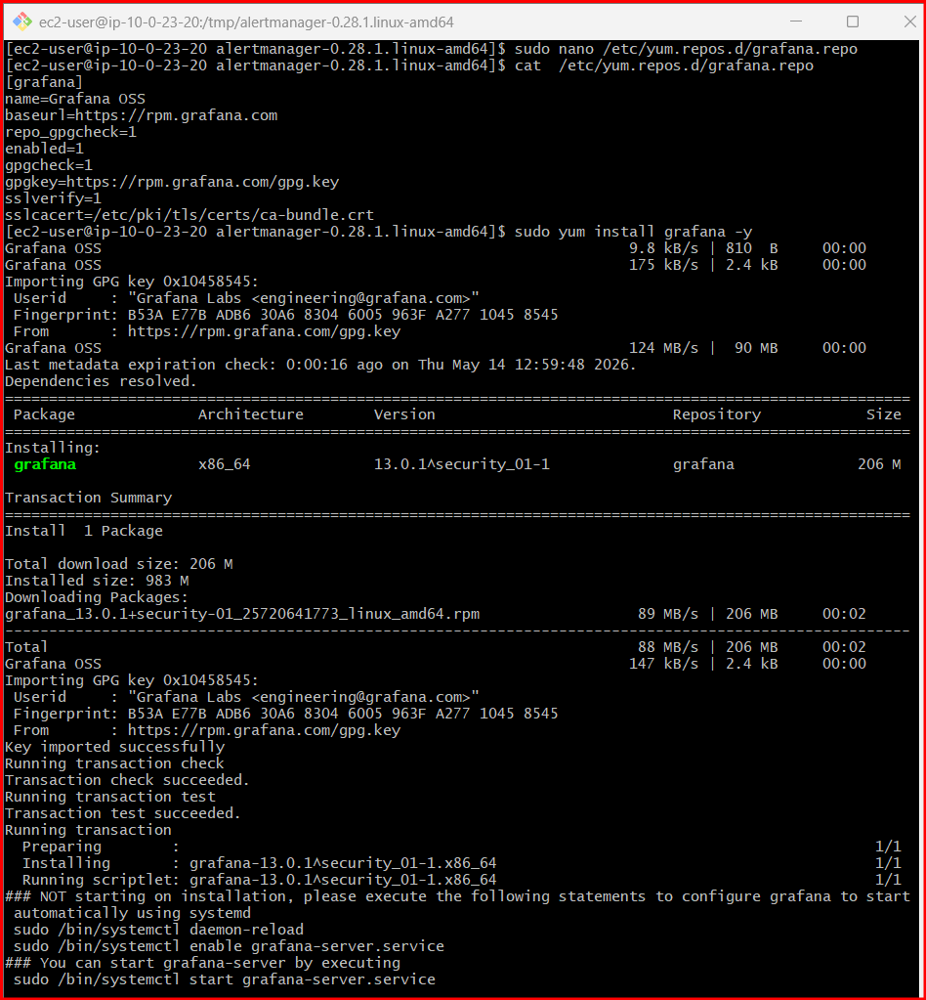 ec2-user@ip-10-0-23-20:/tmp/alertmanager-0.28.1.linux-amd64
[ec2-user@ip-10-0-23-20 alertmanager-0.28.1.linux-amd64]$ sudo nano /etc/yum.repos.d/grafana.repo
[ec2-user@ip-10-0-23-20 alertmanager-0.28.1.linux-amd64]$ cat  /etc/yum.repos.d/grafana.repo
[grafana]
name=Grafana OSS
baseurl=https://rpm.grafana.com
repo_gpgcheck=1
enabled=1
gpgcheck=1
gpgkey=https://rpm.grafana.com/gpg.key
sslverify=1
sslcacert=/etc/pki/tls/certs/ca-bundle.crt
[ec2-user@ip-10-0-23-20 alertmanager-0.28.1.linux-amd64]$ sudo yum install grafana -y
Grafana OSS                                                            9.8 kB/s | 810  B     00:00
Grafana OSS                                                            175 kB/s | 2.4 kB     00:00
Importing GPG key 0x10458545:
 Userid     : "Grafana Labs <engineering@grafana.com>"
 Fingerprint: B53A E77B ADB6 30A6 8304 6005 963F A277 1045 8545
 From       : https://rpm.grafana.com/gpg.key
Grafana OSS                                                            124 MB/s |  90 MB     00:00
Last metadata expiration check: 0:00:16 ago on Thu May 14 12:59:48 2026.
Dependencies resolved.
=======================================================================================================
 Package              Architecture        Version                           Repository            Size
=======================================================================================================
Installing:
 grafana              x86_64              13.0.1^security_01-1              grafana              206 M

Transaction Summary
=======================================================================================================
Install  1 Package

Total download size: 206 M
Installed size: 983 M
Downloading Packages:
grafana_13.0.1+security-01_25720641773_linux_amd64.rpm                  89 MB/s | 206 MB     00:02
-------------------------------------------------------------------------------------------------------
Total                                                                   88 MB/s | 206 MB     00:02
Grafana OSS                                                            147 kB/s | 2.4 kB     00:00
Importing GPG key 0x10458545:
 Userid     : "Grafana Labs <engineering@grafana.com>"
 Fingerprint: B53A E77B ADB6 30A6 8304 6005 963F A277 1045 8545
 From       : https://rpm.grafana.com/gpg.key
Key imported successfully
Running transaction check
Transaction check succeeded.
Running transaction test
Transaction test succeeded.
Running transaction
  Preparing        :                                                                               1/1
  Installing       : grafana-13.0.1^security_01-1.x86_64                                           1/1
  Running scriptlet: grafana-13.0.1^security_01-1.x86_64                                           1/1
### NOT starting on installation, please execute the following statements to configure grafana to start
 automatically using systemd
 sudo /bin/systemctl daemon-reload
 sudo /bin/systemctl enable grafana-server.service
### You can start grafana-server by executing
 sudo /bin/systemctl start grafana-server.service